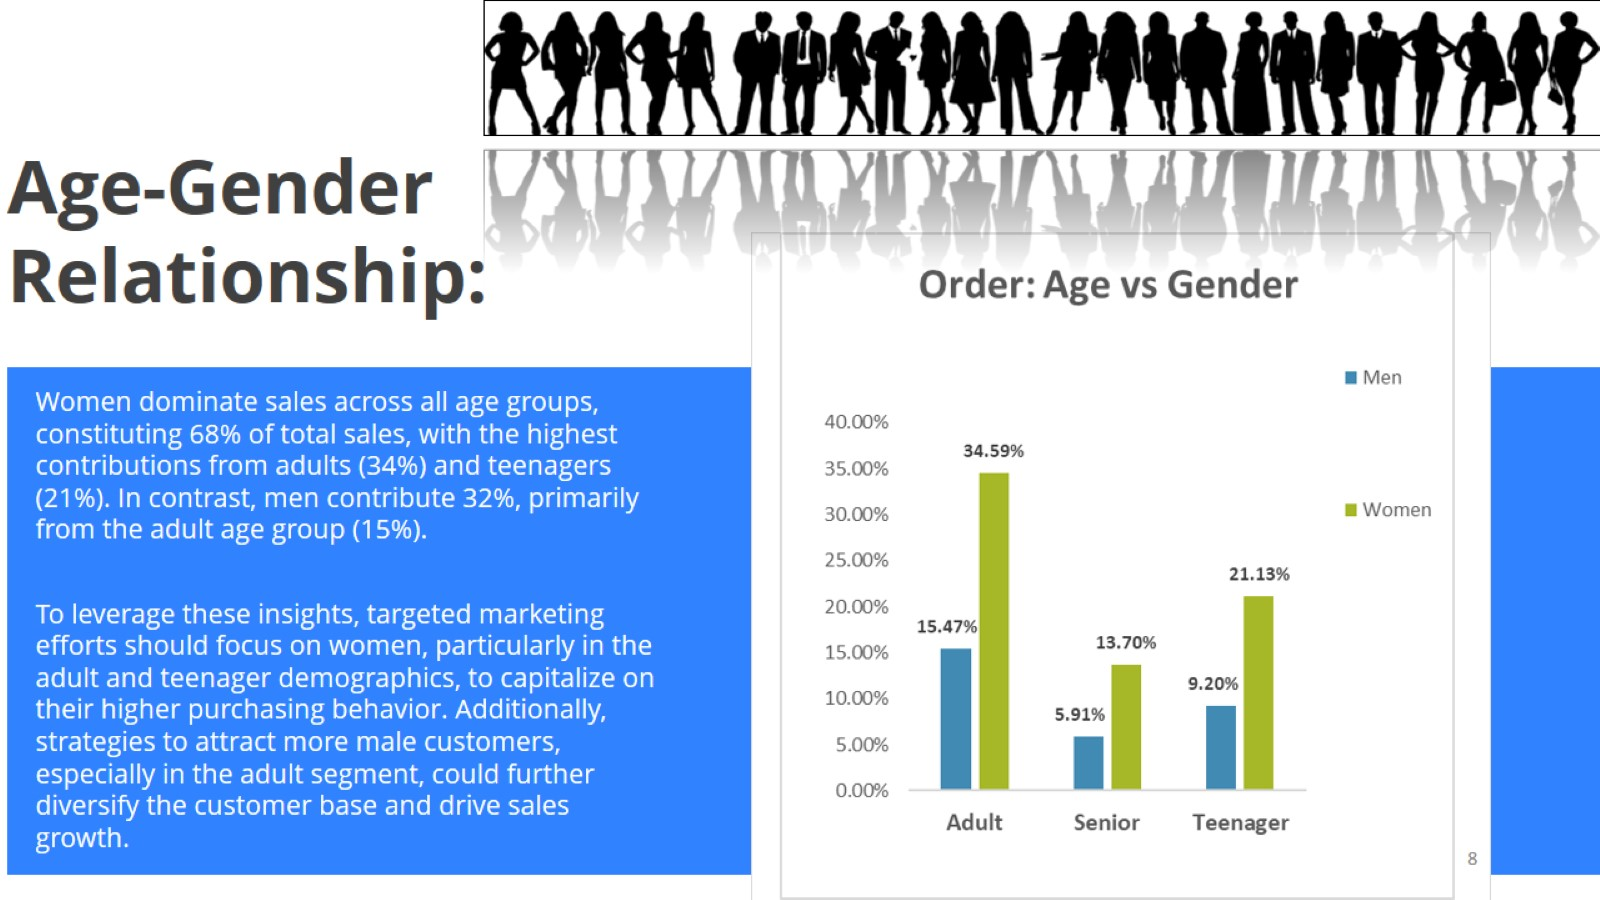 Age-Gender
Relationship:
Women dominate sales across all age groups,
constituting 68% of total sales, with the highest
contributions from adults (34%) and teenagers
(21%). In contrast, men contribute 32%, primarily
from the adult age group (15%).
To leverage these insights, targeted marketing
efforts should focus on women, particularly in the
adult and teenager demographics, to capitalize on
their higher purchasing behavior. Additionally,
strategies to attract more male customers,
especially in the adult segment, could further
diversify the customer base and drive sales
growth.
Order: Age vs Gender
Men
Women
40.00%
35.00%
30.00%
25.00%
20.00%
15.00%
10.00%
5.00%
0.00%
15.47%
34.59%
5.91%
13.70%
9.20%
21.13%
Adult
Senior
Teenager
8